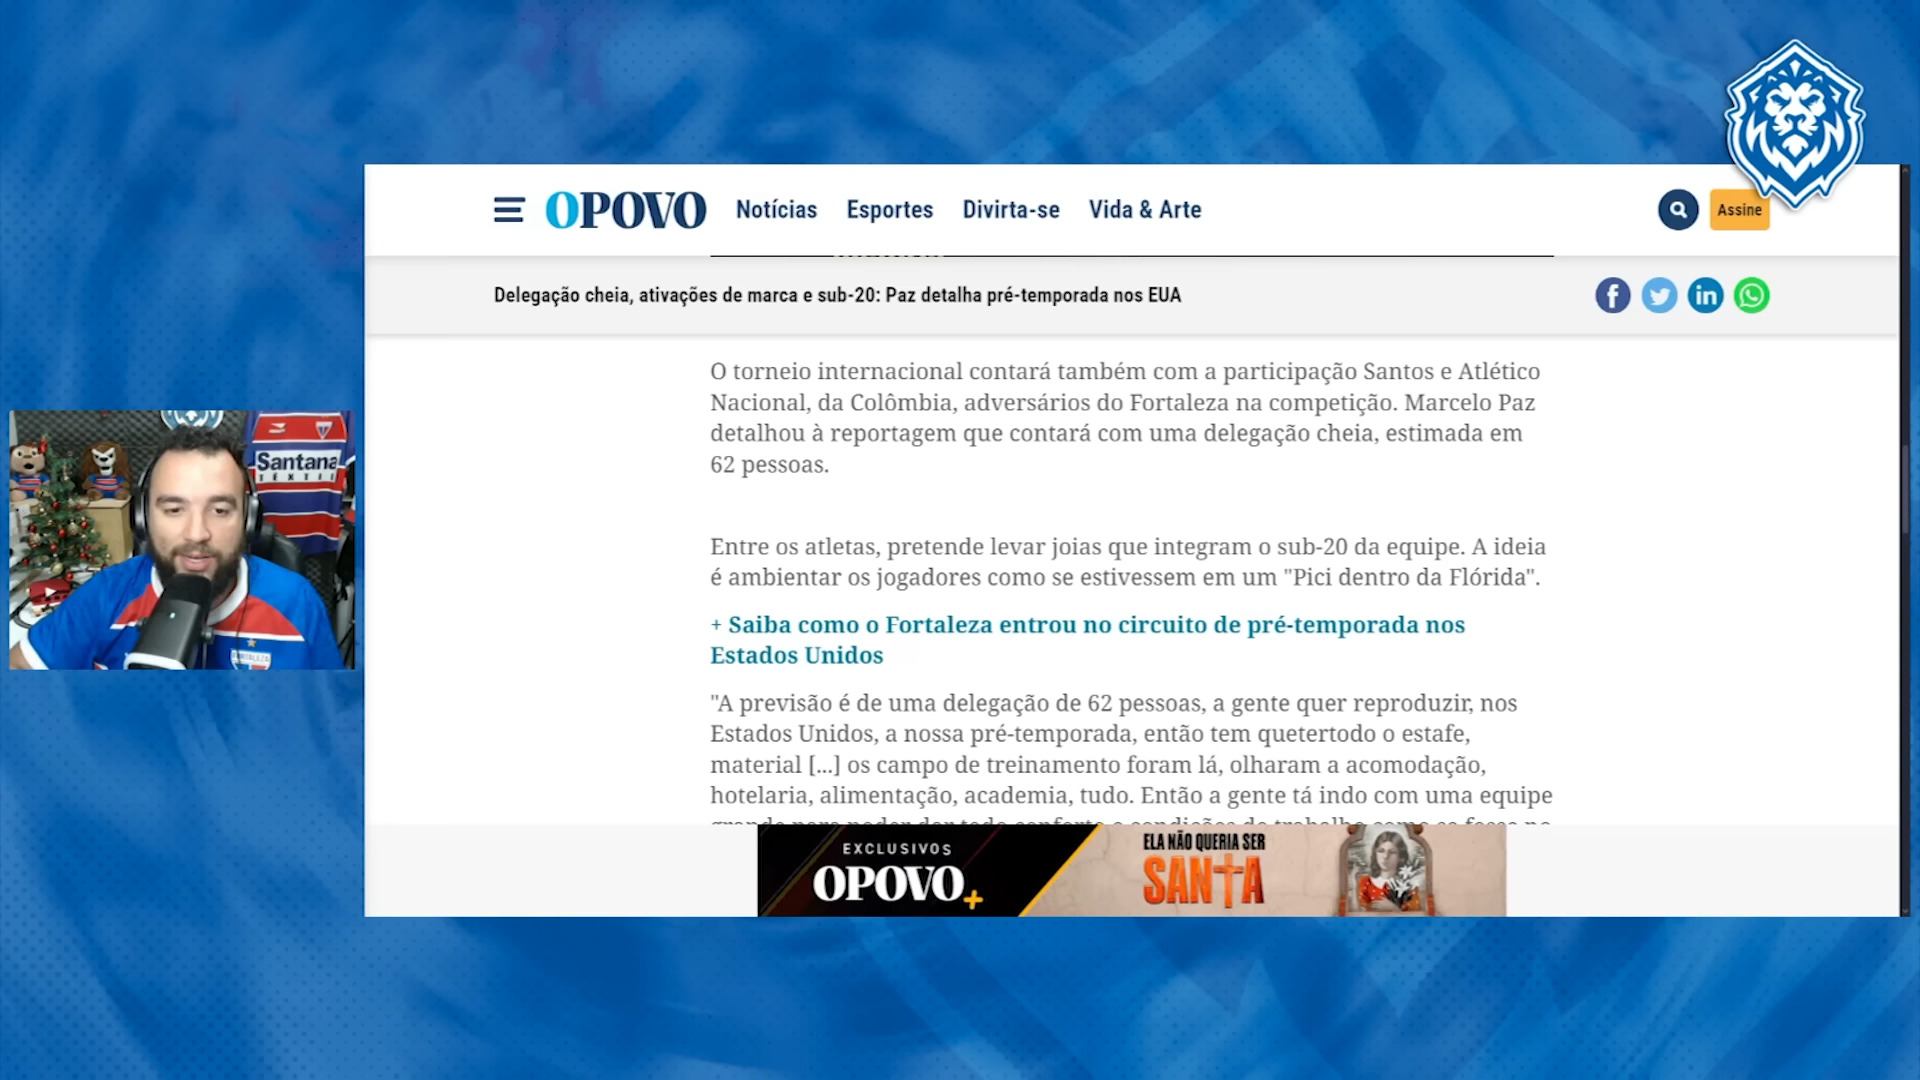 OPOVO
Notícias
Esportes
Divirta-se
Vida & Arte
Assine
Delegação cheia, ativações de marca e sub-20: Paz detalha pré-temporada nos EUA
O torneio internacional contará também com a participação Santos e Atlético
Nacional, da Colômbia, adversários do Fortaleza na competição. Marcelo Paz
detalhou à reportagem que contará com uma delegação cheia, estimada em
62 pessoas.
Entre os atletas, pretende levar joias que integram o sub-20 da equipe. A ideia
é ambientar os jogadores como se estivessem em um "Pici dentro da Flórida".
+ Saiba como o Fortaleza entrou no circuito de pré-temporada nos
Estados Unidos
"A previsão é de uma delegação de 62 pessoas, a gente quer reproduzir, nos
Estados Unidos, a nossa pré-temporada, então tem quetertodo o estafe,
material [...] os campo de treinamento foram lá, olharam a acomodação,
hotelaria, alimentação, academia, tudo. Então a gente tá indo com uma equipe
Santana
TÊXTIL
EXCLUSIVOS
OPOVO+
ELA NÃO QUERIA SER
SANTA